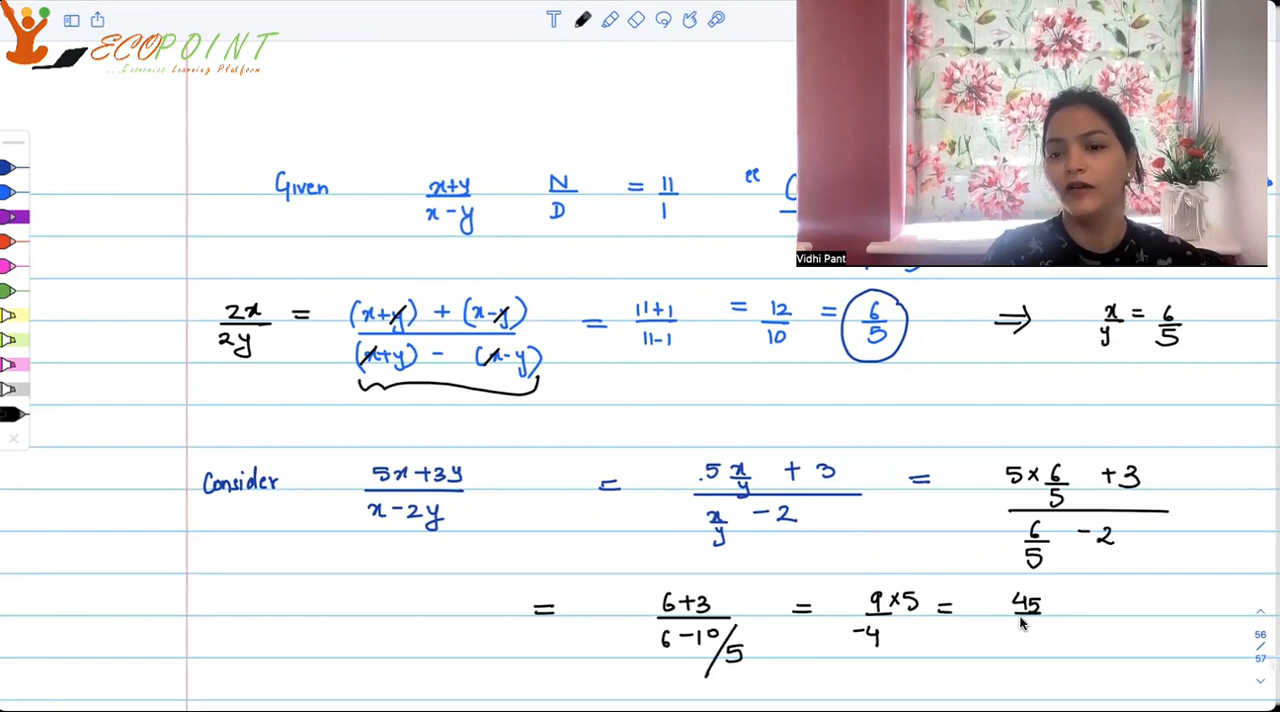 ECOPOINT
....Economics Learning Platform
Given x+y/x-y N/D = 11/1 "
Vidhi Pant
2x/2y = (x+y) + (x-y)/(x+y) - (x-y) = 11+1/11-1 = 12/10 = 6/5 ⇒ x/y = 6/5
Consider 5x+3y/x-2y = .5x/y + 3/x/y - 2 = 5×6/5 +3/6/5 -2
= 6+3/6-10/5 = 9×5/-4 = 45
56
/
57